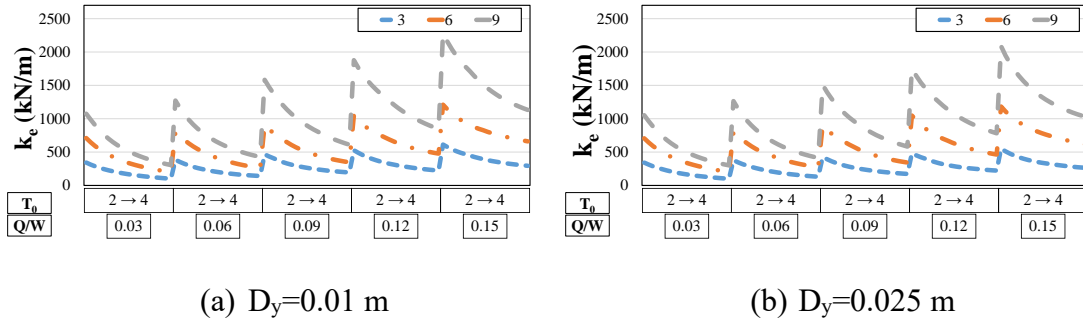 3 6 9
2500
2000
1500
1000
500
0
kₑ (kN/m)
T₀ 2 → 4 2 → 4 2 → 4 2 → 4 2 → 4
Q/W 0.03 0.06 0.09 0.12 0.15
(a) Dᵧ=0.01 m
3 6 9
2500
2000
1500
1000
500
0
kₑ (kN/m)
T₀ 2 → 4 2 → 4 2 → 4 2 → 4 2 → 4
Q/W 0.03 0.06 0.09 0.12 0.15
(b) Dᵧ=0.025 m